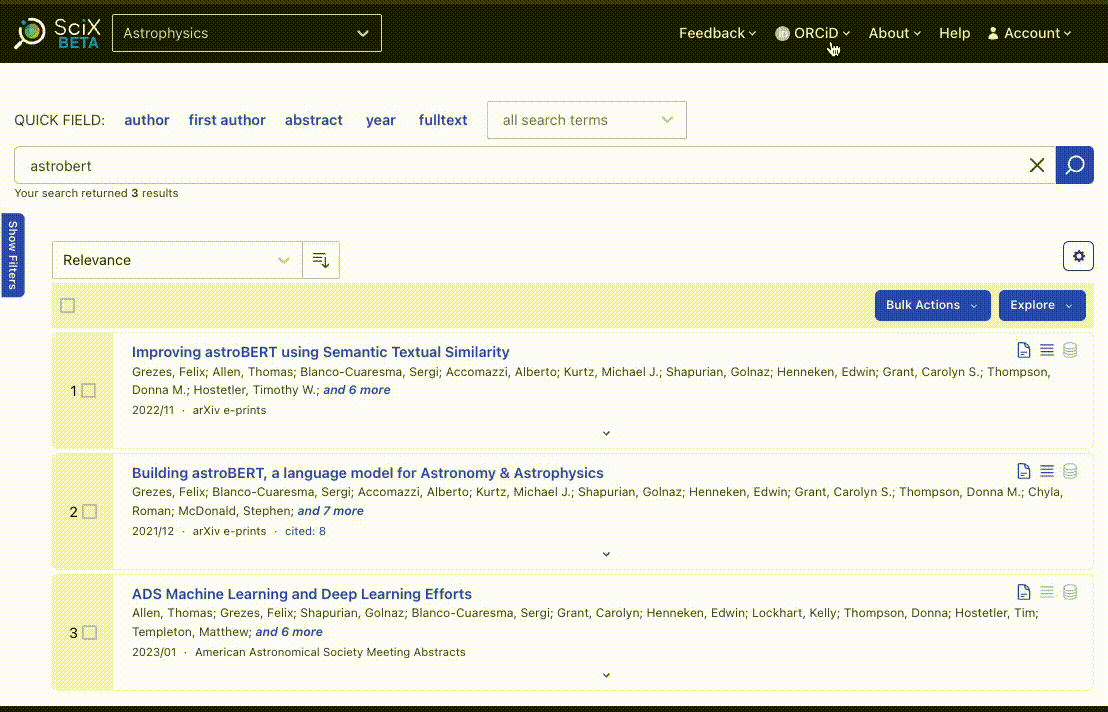 SciX
BETA
Astrophysics
Feedback
iD ORCiD
About
Help
Account
QUICK FIELD: author first author abstract year fulltext
all search terms
astrobert
Your search returned 3 results
Show Filters
Relevance
Bulk Actions
Explore
1
Improving astroBERT using Semantic Textual Similarity
Grezes, Felix; Allen, Thomas; Blanco-Cuaresma, Sergi; Accomazzi, Alberto; Kurtz, Michael J.; Shapurian, Golnaz; Henneken, Edwin; Grant, Carolyn S.; Thompson,
Donna M.; Hostetler, Timothy W.; and 6 more
2022/11 · arXiv e-prints
2
Building astroBERT, a language model for Astronomy & Astrophysics
Grezes, Felix; Blanco-Cuaresma, Sergi; Accomazzi, Alberto; Kurtz, Michael J.; Shapurian, Golnaz; Henneken, Edwin; Grant, Carolyn S.; Thompson, Donna M.; Chyla,
Roman; McDonald, Stephen; and 7 more
2021/12 · arXiv e-prints · cited: 8
3
ADS Machine Learning and Deep Learning Efforts
Allen, Thomas; Grezes, Felix; Shapurian, Golnaz; Blanco-Cuaresma, Sergi; Grant, Carolyn; Henneken, Edwin; Lockhart, Kelly; Thompson, Donna; Hostetler, Tim;
Templeton, Matthew; and 6 more
2023/01 · American Astronomical Society Meeting Abstracts